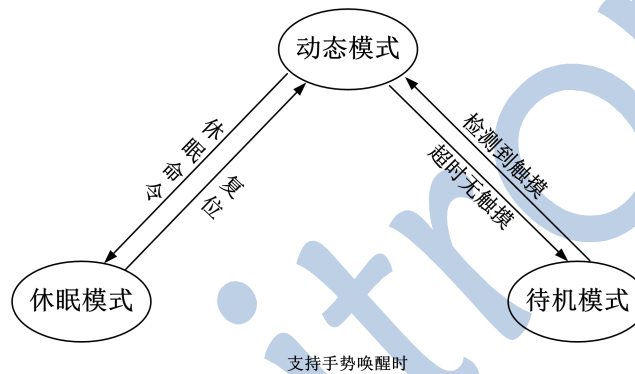 动态模式
休眠命令
复位
检测到触摸
超时无触摸
休眠模式
待机模式
支持手势唤醒时
itro